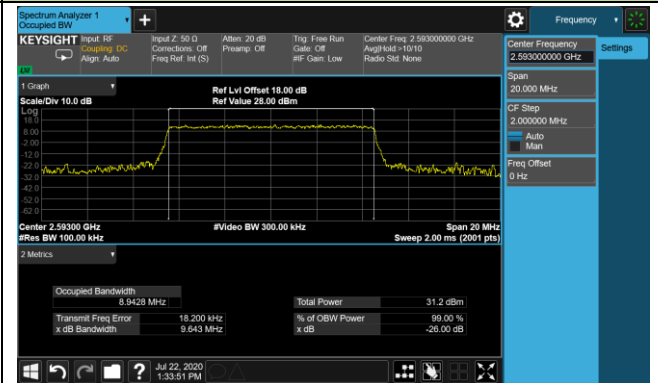 Spectrum Analyzer 1
Occupied BW
KEYSIGHT
Input: RF
Coupling: DC
Align: Auto
Input Z: 50 Ω
Corrections: Off
Freq Ref: Int (S)
Atten: 20 dB
Preamp: Off
Trig: Free Run
Gate: Off
#IF Gain: Low
Center Freq: 2.593000000 GHz
Avg|Hold:>10/10
Radio Std: None
1 Graph
Scale/Div 10.0 dB
Ref Lvl Offset 18.00 dB
Ref Value 28.00 dBm
Log
18.0
8.00
-2.00
-12.0
-22.0
-32.0
-42.0
-52.0
-62.0
Center 2.59300 GHz
#Res BW 100.00 kHz
#Video BW 300.00 kHz
Span 20 MHz
Sweep 2.00 ms (2001 pts)
2 Metrics
Occupied Bandwidth
8.9428 MHz
Total Power 31.2 dBm
Transmit Freq Error 18.200 kHz
% of OBW Power 99.00 %
x dB Bandwidth 9.643 MHz
x dB -26.00 dB
?
Jul 22, 2020
1:33:51 PM
Frequency
Settings
Center Frequency
2.593000000 GHz
Span
20.000 MHz
CF Step
2.000000 MHz
Auto
Man
Freq Offset
0 Hz